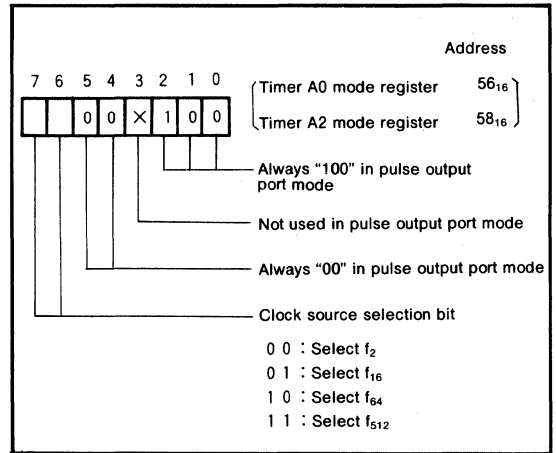 Address
7 6 5 4 3 2 1 0
Timer A0 mode register 56₁₆
0 0 × 1 0 0
Timer A2 mode register 58₁₆
Always “100” in pulse output
port mode
Not used in pulse output port mode
Always “00” in pulse output port mode
Clock source selection bit
0 0 : Select f₂
0 1 : Select f₁₆
1 0 : Select f₆₄
1 1 : Select f₅₁₂